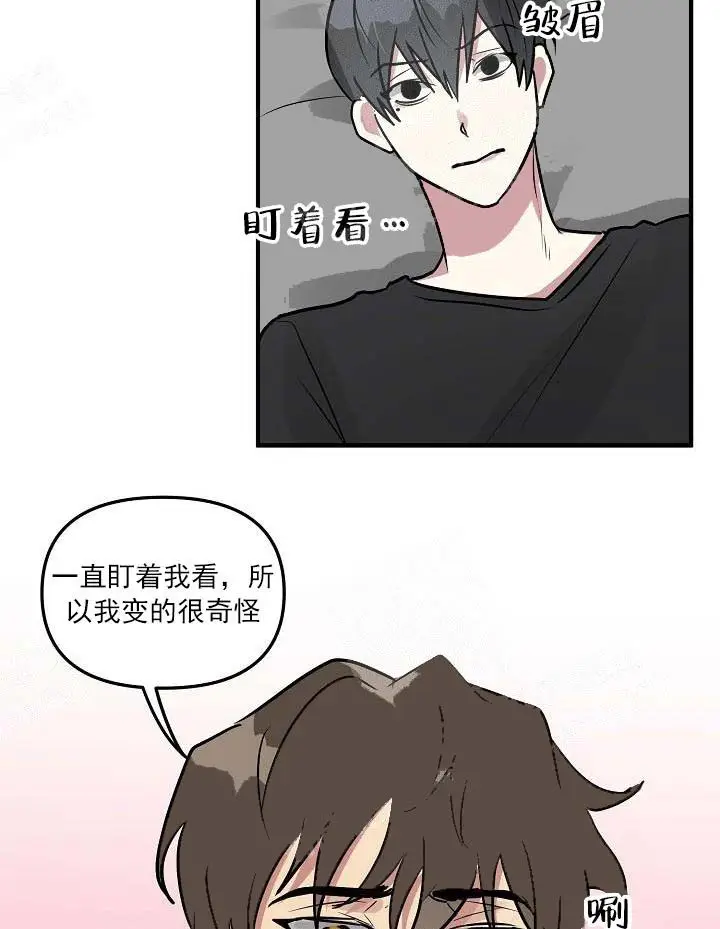 皱眉
盯着看…
一直盯着我看，所
以我变的很奇怪
唰